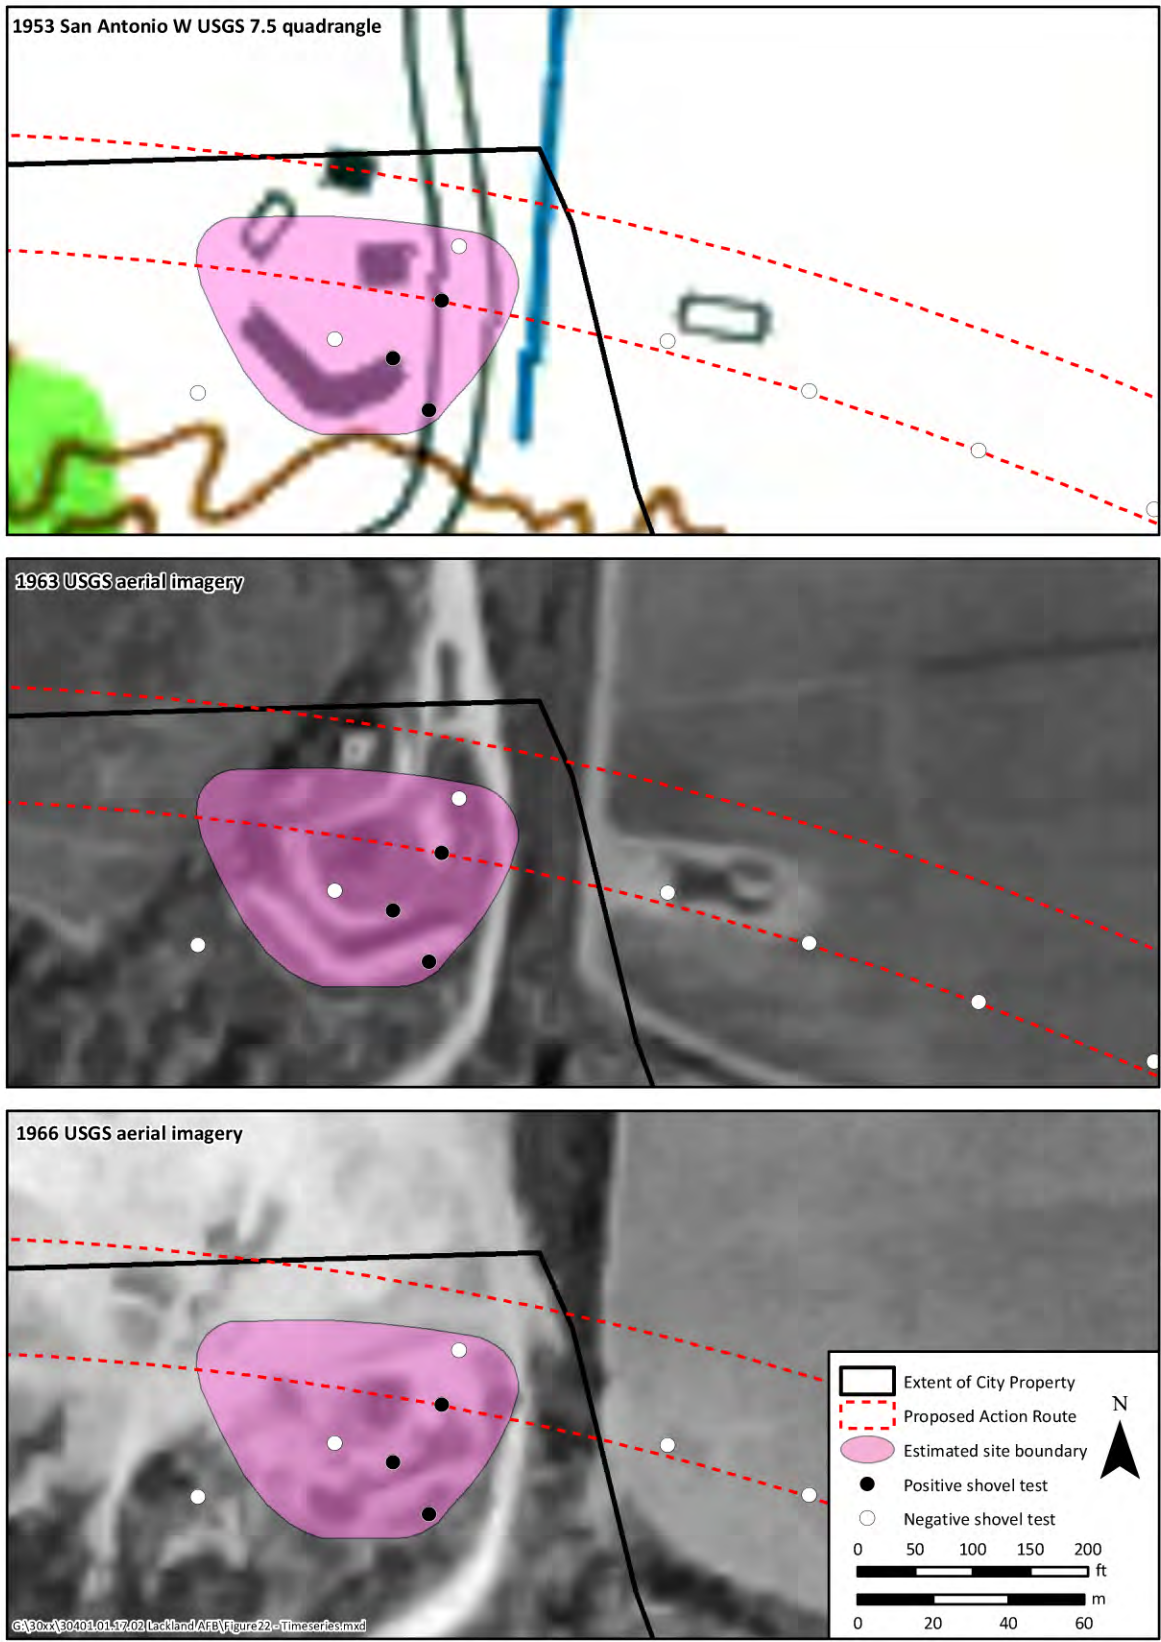 1953 San Antonio W USGS 7.5 quadrangle
1963 USGS aerial imagery
1966 USGS aerial imagery
Extent of City Property
Proposed Action Route
Estimated site boundary
Positive shovel test
Negative shovel test
N
0 50 100 150 200
ft
m
0 20 40 60
G:\30xx\30401.01.17.02 Lackland AFB\Figure22 - Timeseries.mxd